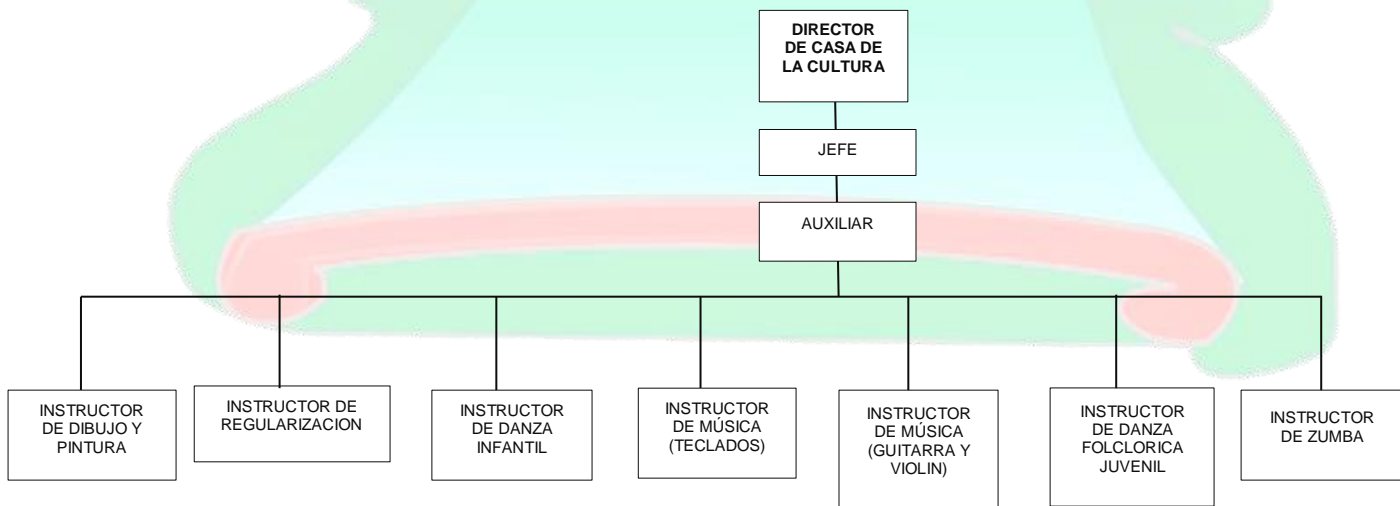 DIRECTOR
DE CASA DE
LA CULTURA
JEFE
AUXILIAR
INSTRUCTOR
DE DIBUJO Y
PINTURA
INSTRUCTOR DE
REGULARIZACION
INSTRUCTOR
DE DANZA
INFANTIL
INSTRUCTOR
DE MÚSICA
(TECLADOS)
INSTRUCTOR
DE MÚSICA
(GUITARRA Y
VIOLIN)
INSTRUCTOR
DE DANZA
FOLCLORICA
JUVENIL
INSTRUCTOR
DE ZUMBA